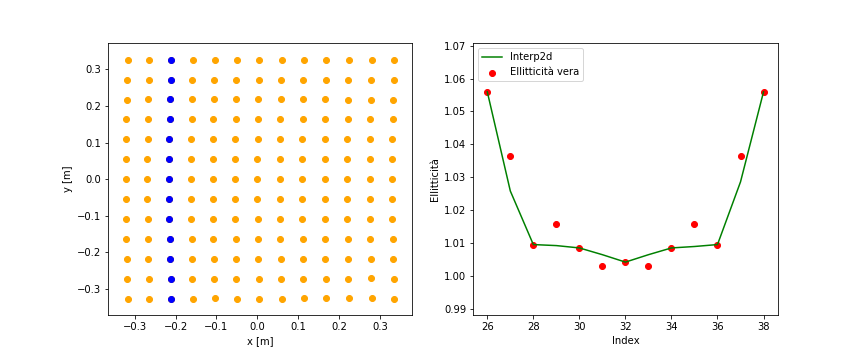 0.3
0.2
0.1
0.0
−0.1
−0.2
−0.3
y [m]
−0.3 −0.2 −0.1 0.0 0.1 0.2 0.3
x [m]
1.07
1.06
1.05
1.04
1.03
1.02
1.01
1.00
0.99
Ellitticità
Interp2d
Ellitticità vera
26 28 30 32 34 36 38
Index